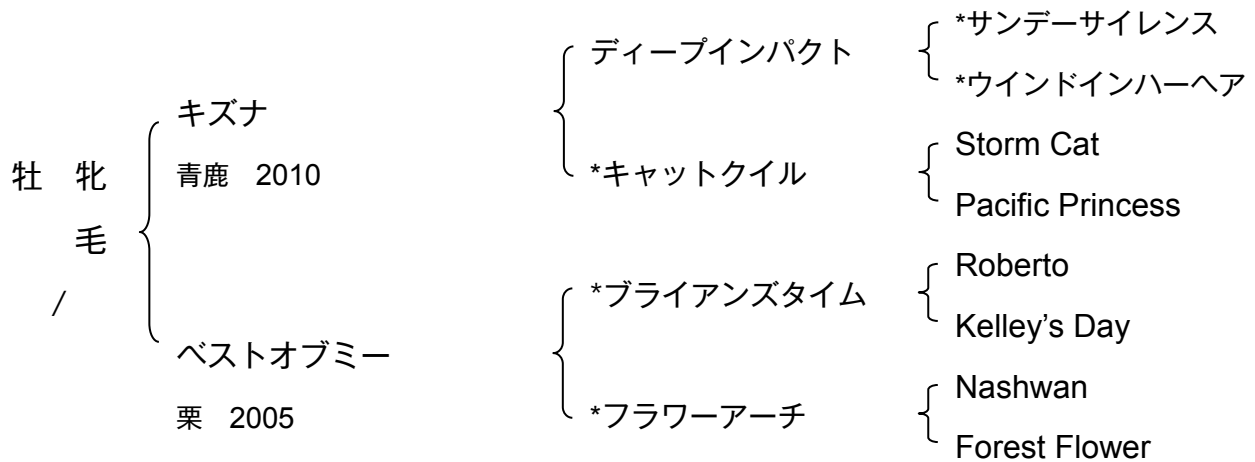 牡　牝
毛
/
キズナ
青鹿　2010
ベストオブミー
栗　2005
ディープインパクト
*キャットクイル
*ブライアンズタイム
*フラワーアーチ
*サンデーサイレンス
*ウインドインハーヘア
Storm Cat
Pacific Princess
Roberto
Kelley's Day
Nashwan
Forest Flower